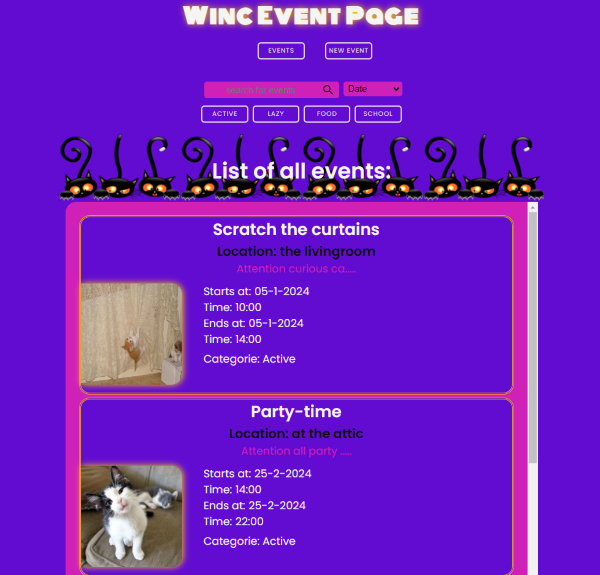 Winc Event Page
EVENTS NEW EVENT
search for events Date
ACTIVE LAZY FOOD SCHOOL
List of all events:
Scratch the curtains
Location: the livingroom
Attention curious ca.....
Starts at: 05-1-2024
Time: 10:00
Ends at: 05-1-2024
Time: 14:00
Categorie: Active
Party-time
Location: at the attic
Attention all party .....
Starts at: 25-2-2024
Time: 14:00
Ends at: 25-2-2024
Time: 22:00
Categorie: Active